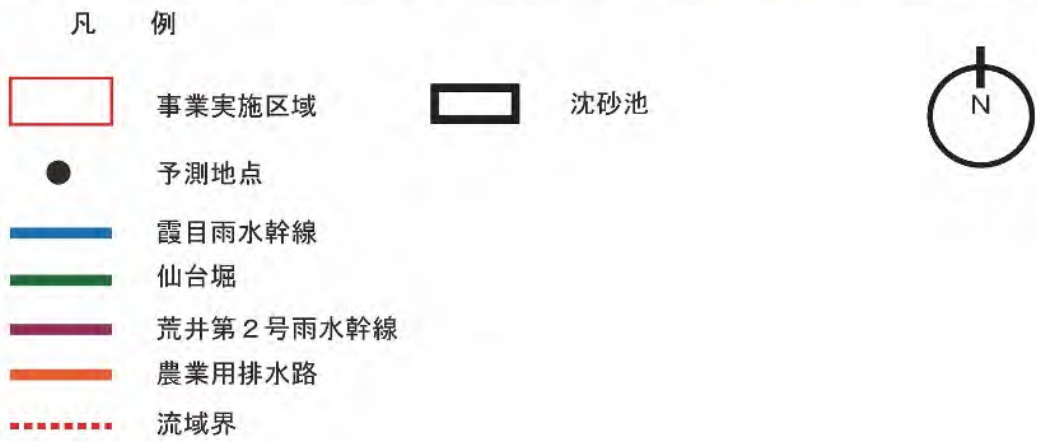 凡　例
事業実施区域　沈砂池
N
予測地点
霞目雨水幹線
仙台堀
荒井第２号雨水幹線
農業用排水路
流域界